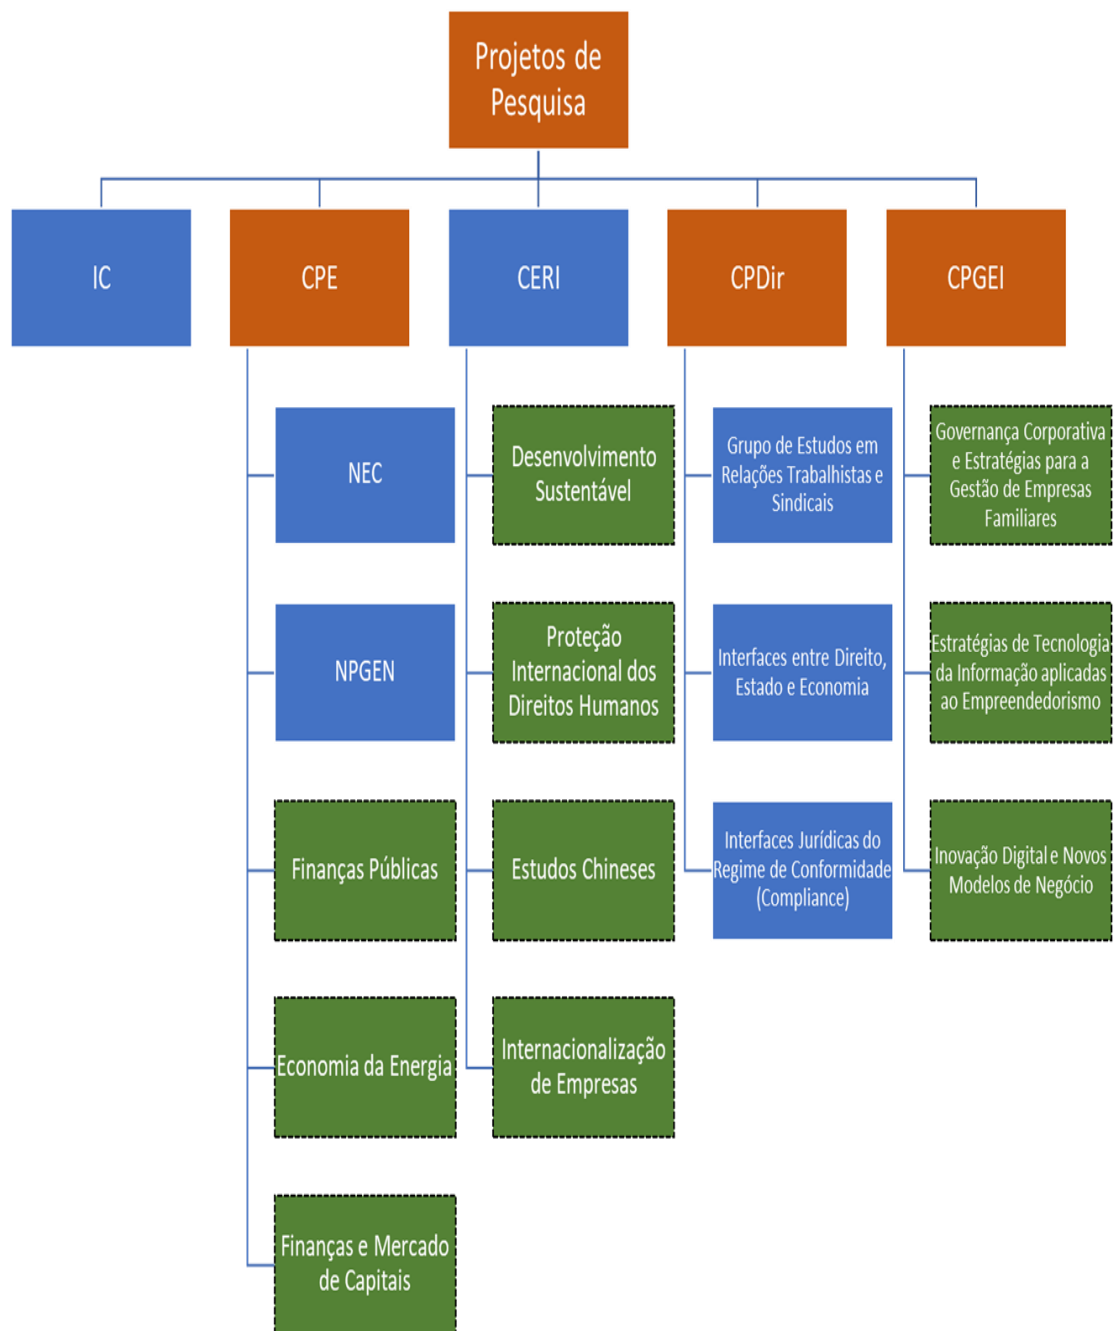 Projetos de
Pesquisa
IC
CPE
CERI
CPDir
CPGEI
NEC
NPGEN
Finanças Públicas
Economia da Energia
Finanças e Mercado
de Capitais
Desenvolvimento
Sustentável
Proteção
Internacional dos
Direitos Humanos
Estudos Chineses
Internacionalização
de Empresas
Grupo de Estudos em
Relações Trabalhistas e
Sindicais
Interfaces entre Direito,
Estado e Economia
Interfaces Jurídicas do
Regime de Conformidade
(Compliance)
Governança Corporativa
e Estratégias para a
Gestão de Empresas
Familiares
Estratégias de Tecnologia
da Informação aplicadas
ao Empreendedorismo
Inovação Digital e Novos
Modelos de Negócio